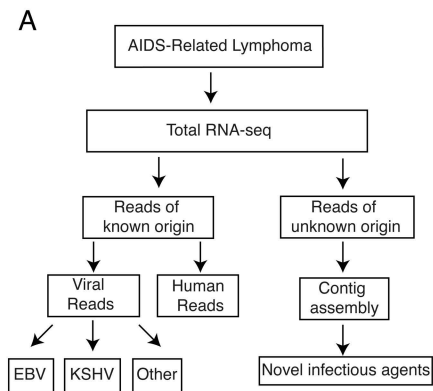 A
AIDS-Related Lymphoma
Total RNA-seq
Reads of
known origin
Reads of
unknown origin
Viral
Reads
Human
Reads
Contig
assembly
EBV
KSHV
Other
Novel infectious agents